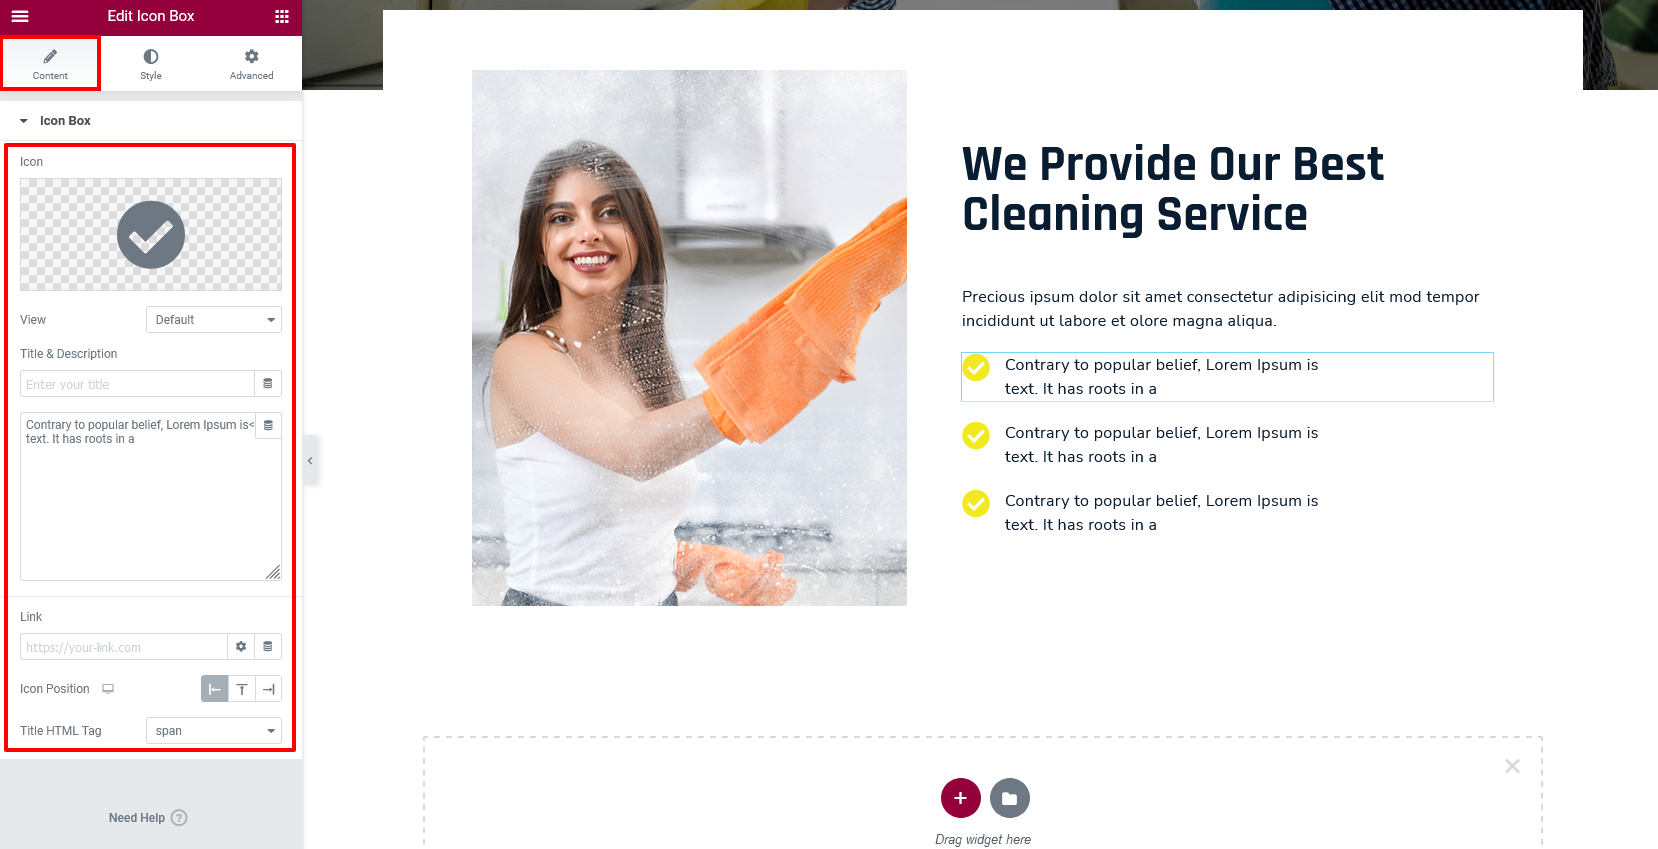 Edit Icon Box
Content
Style
Advanced
Icon Box
Icon
View
Default
Title & Description
Enter your title
Contrary to popular belief, Lorem Ipsum is<
text. It has roots in a
Link
https://your-link.com
Icon Position
Title HTML Tag
span
Need Help ?
We Provide Our Best
Cleaning Service
Precious ipsum dolor sit amet consectetur adipisicing elit mod tempor
incididunt ut labore et olore magna aliqua.
Contrary to popular belief, Lorem Ipsum is
text. It has roots in a
Contrary to popular belief, Lorem Ipsum is
text. It has roots in a
Contrary to popular belief, Lorem Ipsum is
text. It has roots in a
Drag widget here